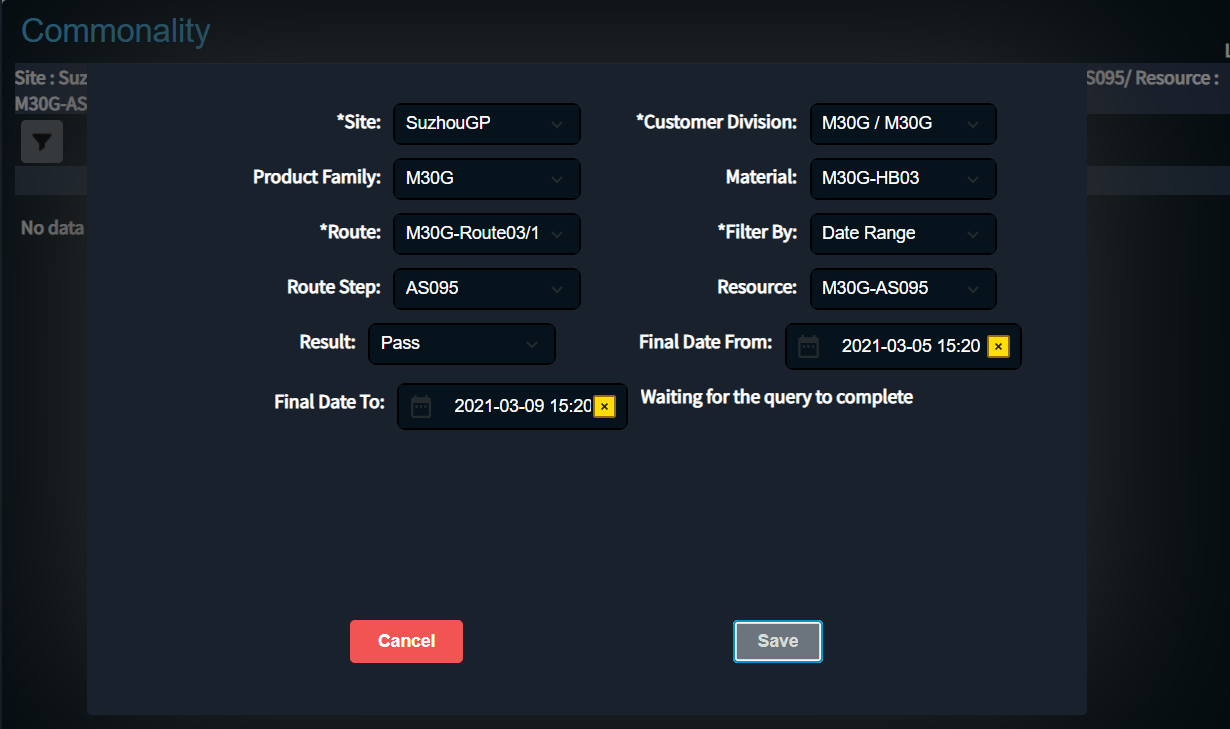 Commonality
L
Site : Suz
S095/ Resource :
M30G-AS
*Site: SuzhouGP *Customer Division: M30G / M30G
Product Family: M30G Material: M30G-HB03
*Route: M30G-Route03/1 *Filter By: Date Range
No data
Route Step: AS095 Resource: M30G-AS095
Result: Pass Final Date From: 2021-03-05 15:20
Final Date To: 2021-03-09 15:20 Waiting for the query to complete
Cancel Save